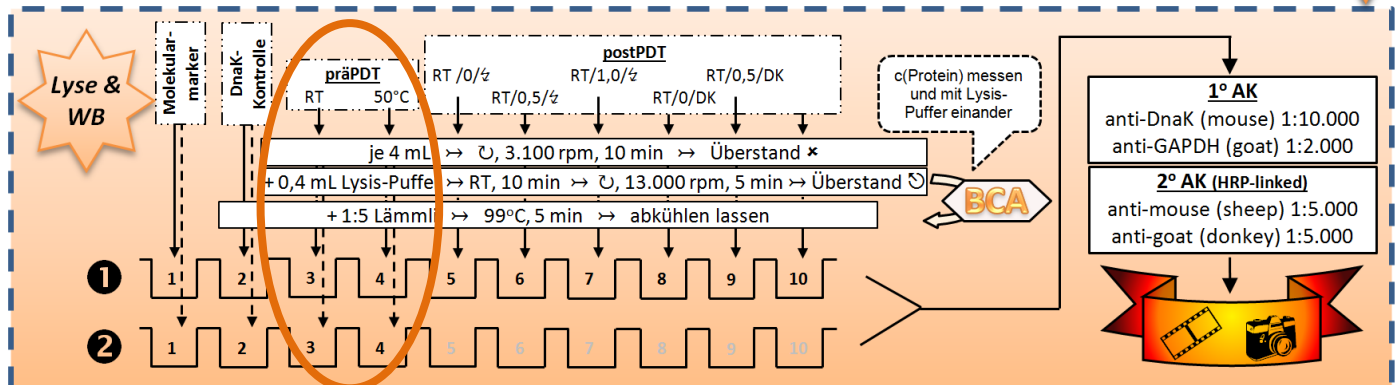 Lyse &
WB
Molekular-
marker
DnaK-
Kontrolle
präPDT
RT 50°C
postPDT
RT /0/↯ RT/1,0/↯ RT/0,5/DK
RT/0,5/↯ RT/0/DK
c(Protein) messen
und mit Lysis-
Puffer einander
je 4 mL ↣ ↻, 3.100 rpm, 10 min ↣ Überstand ×
+ 0,4 mL Lysis-Puffer ↣ RT, 10 min ↣ ↻, 13.000 rpm, 5 min ↣ Überstand ⅋
BCA
+ 1:5 Lämmli ↣ 99°C, 5 min ↣ abkühlen lassen
1 1 2 3 4 5 6 7 8 9 10
2 1 2 3 4 5 6 7 8 9 10
1° AK
anti-DnaK (mouse) 1:10.000
anti-GAPDH (goat) 1:2.000
2° AK (HRP-linked)
anti-mouse (sheep) 1:5.000
anti-goat (donkey) 1:5.000